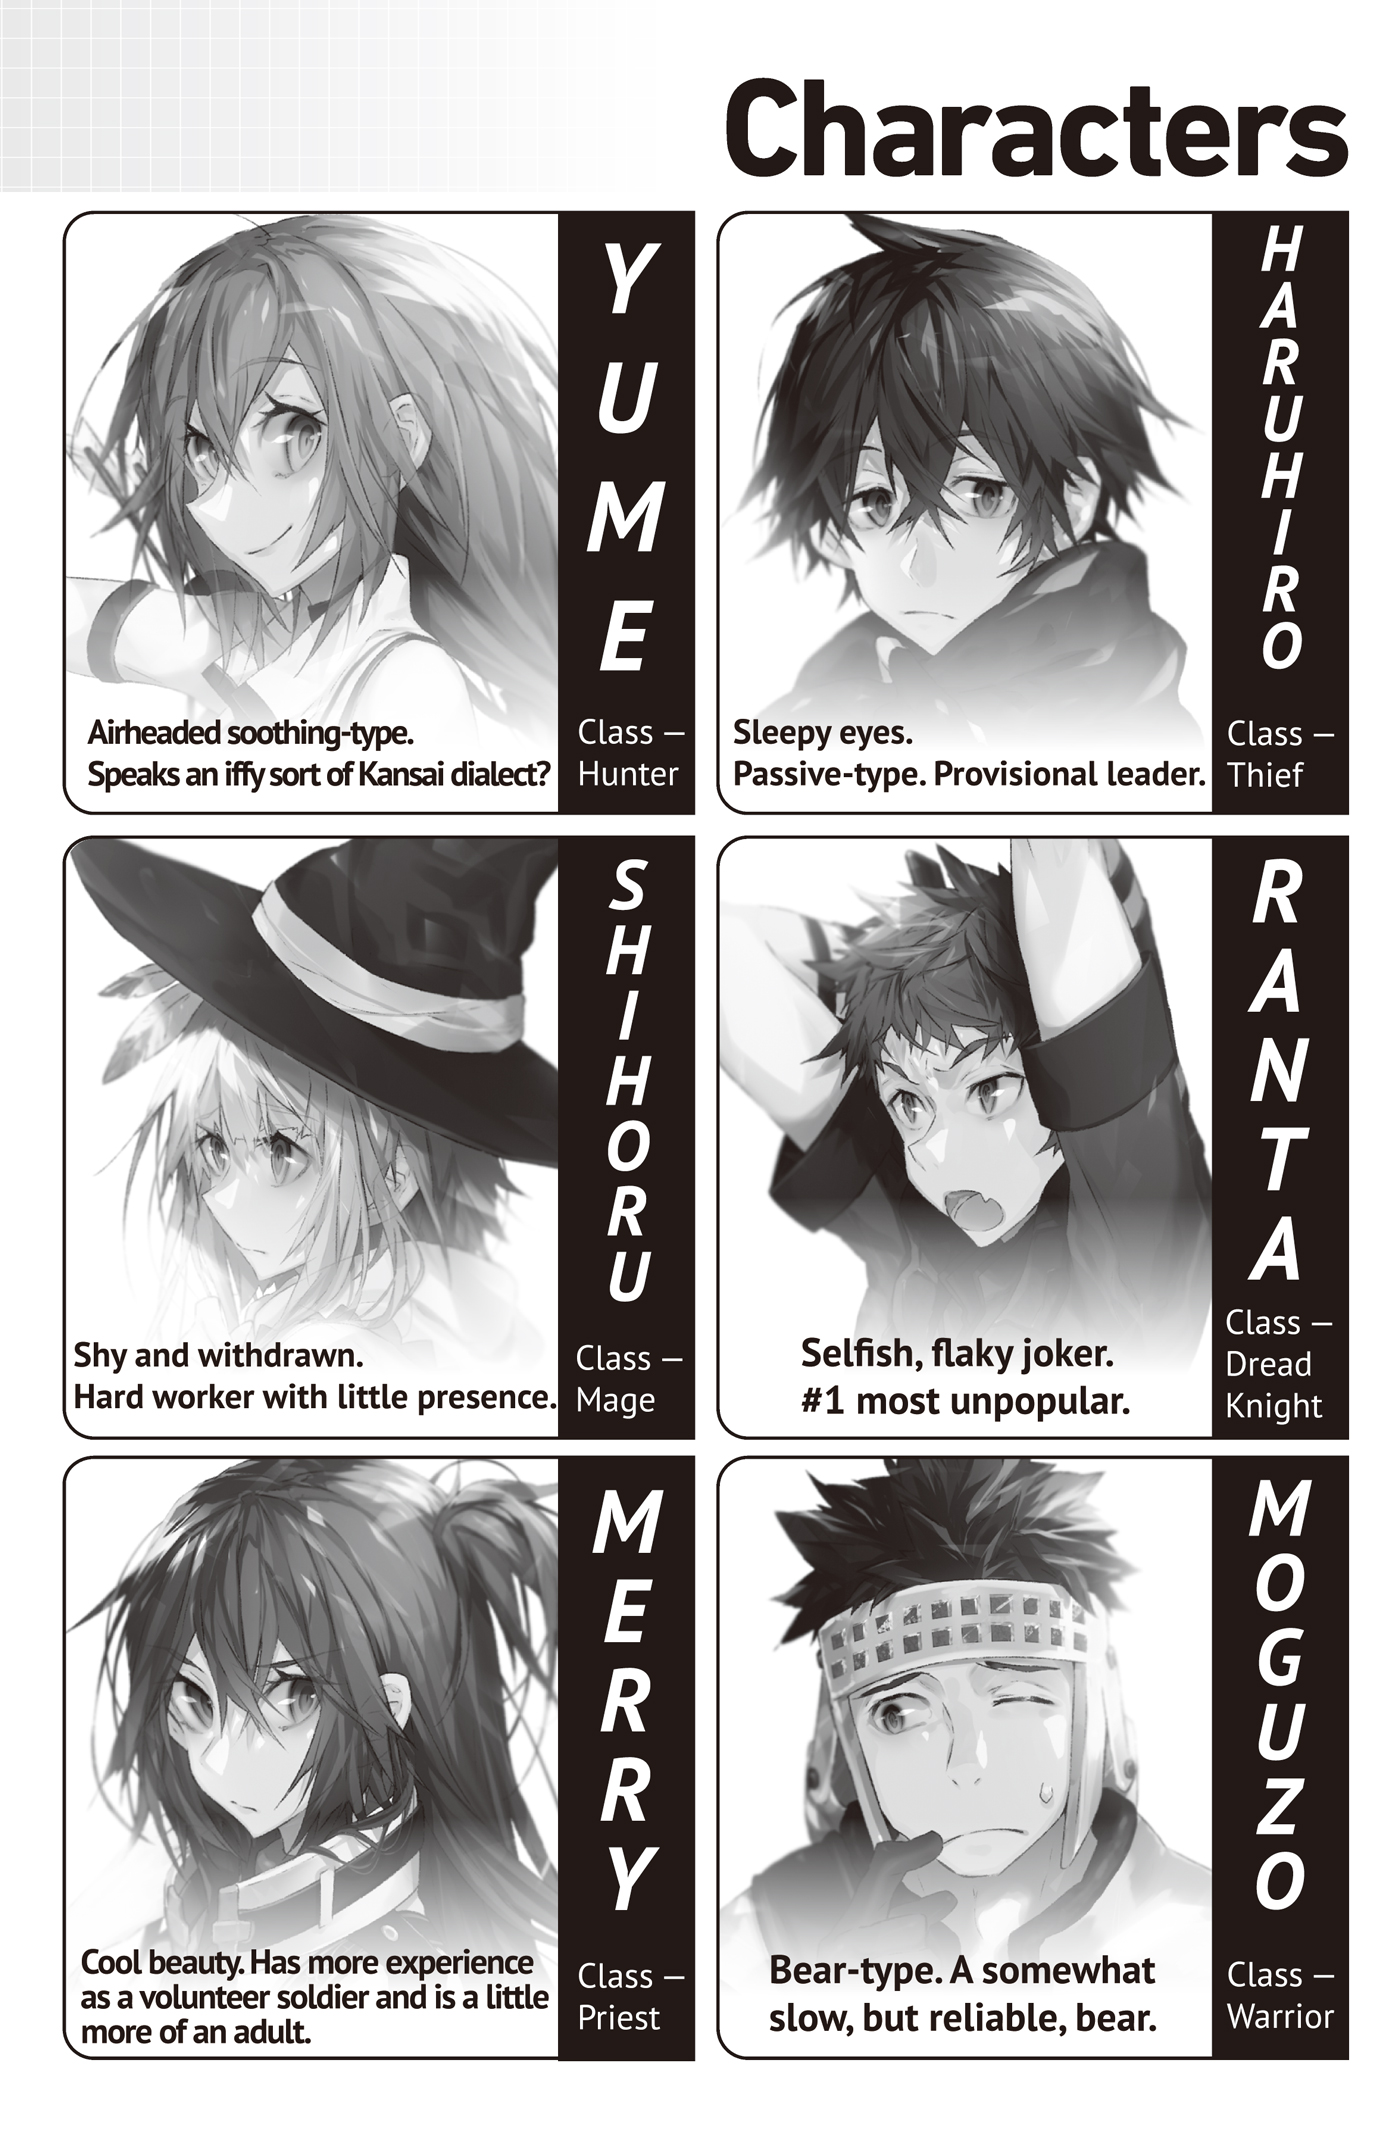 Characters
YUME
Airheaded soothing-type.
Speaks an iffy sort of Kansai dialect?
Class —
Hunter
HARUHIRO
Sleepy eyes.
Passive-type. Provisional leader.
Class —
Thief
SHIHORU
Shy and withdrawn.
Hard worker with little presence.
Class —
Mage
RANTA
Selfish, flaky joker.
#1 most unpopular.
Class —
Dread
Knight
MERRY
Cool beauty. Has more experience
as a volunteer soldier and is a little
more of an adult.
Class —
Priest
MOGUZO
Bear-type. A somewhat
slow, but reliable, bear.
Class —
Warrior